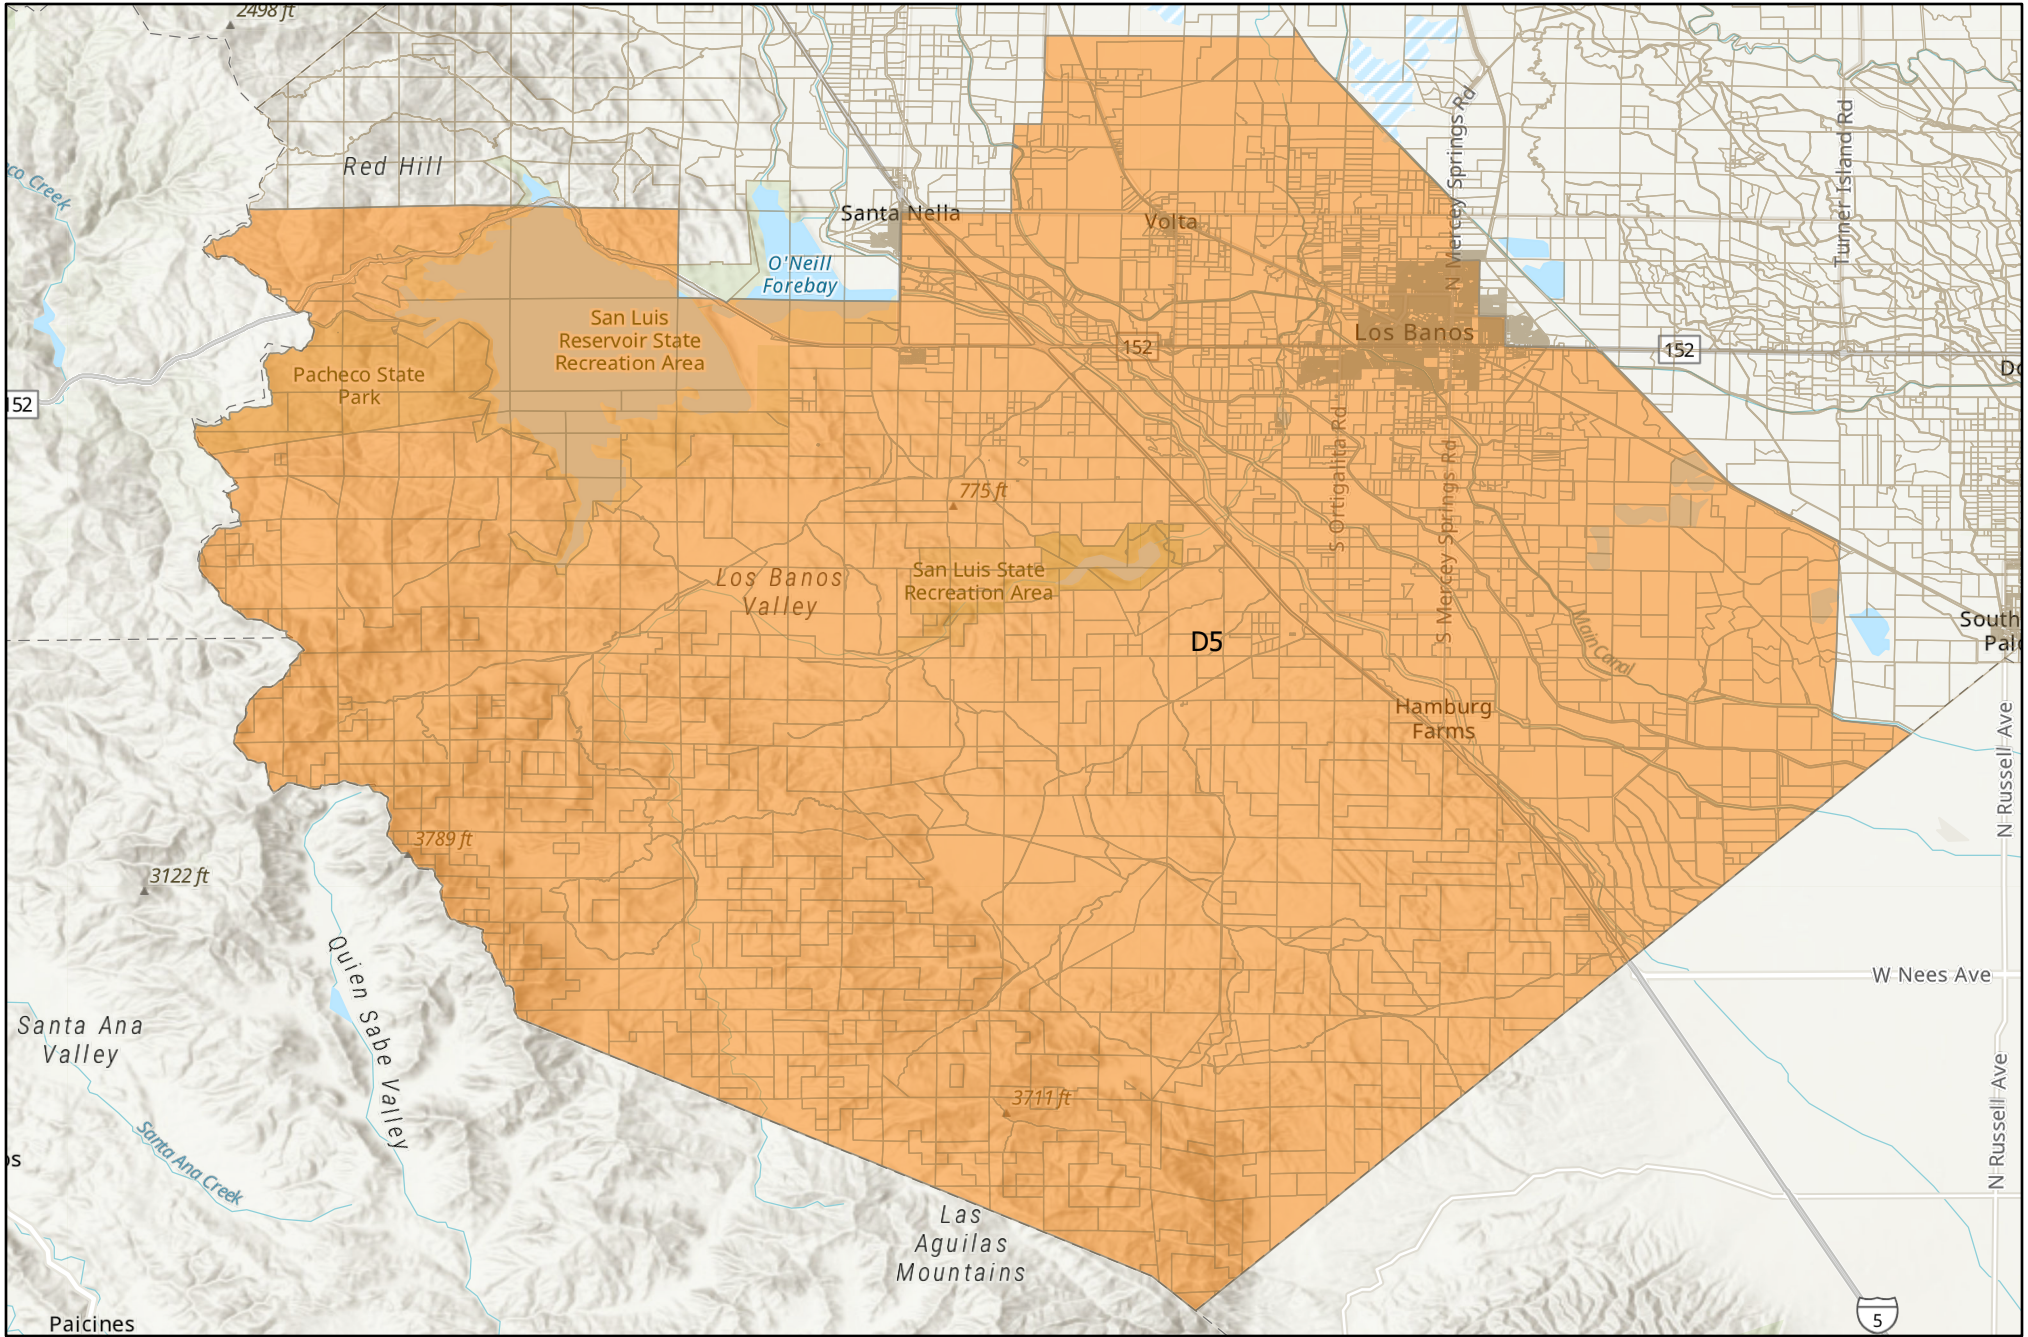 2498 ft
co Creek
Red Hill
N Mercey Springs Rd
Turner Island Rd
Santa Nella
Volta
O'Neill
Forebay
San Luis
Reservoir State
Recreation Area
Los Banos
152
152
Pacheco State
Park
152
775 ft
S Ortigalita Rd
S Mercey Springs Rd
Los Banos
Valley
San Luis State
Recreation Area
D5
Main Canal
South
Hamburg
Farms
N Russell Ave
3789 ft
3122 ft
Quien Sabe Valley
W Nees Ave
Santa Ana
Valley
3711 ft
N Russell Ave
Santa Ana Creek
Las
Aguilas
Mountains
Paicines
5